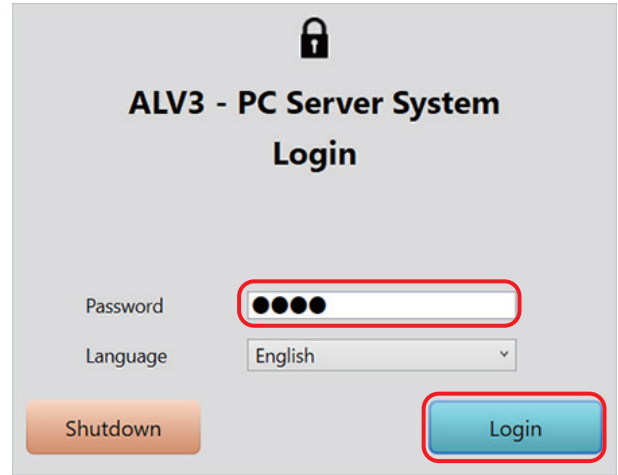 ALV3 - PC Server System
Login
Password ●●●●
Language English
Shutdown Login